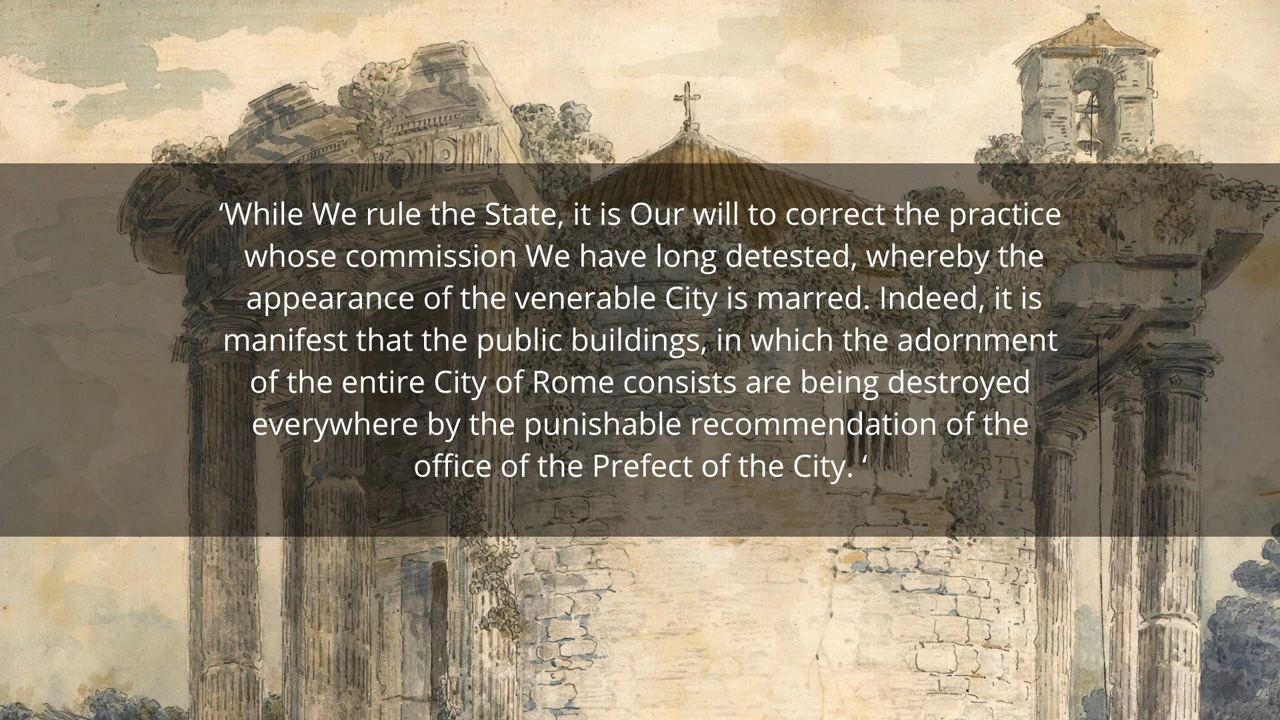 ‘While We rule the State, it is Our will to correct the practice
whose commission We have long detested, whereby the
appearance of the venerable City is marred. Indeed, it is
manifest that the public buildings, in which the adornment
of the entire City of Rome consists are being destroyed
everywhere by the punishable recommendation of the
office of the Prefect of the City. ‘